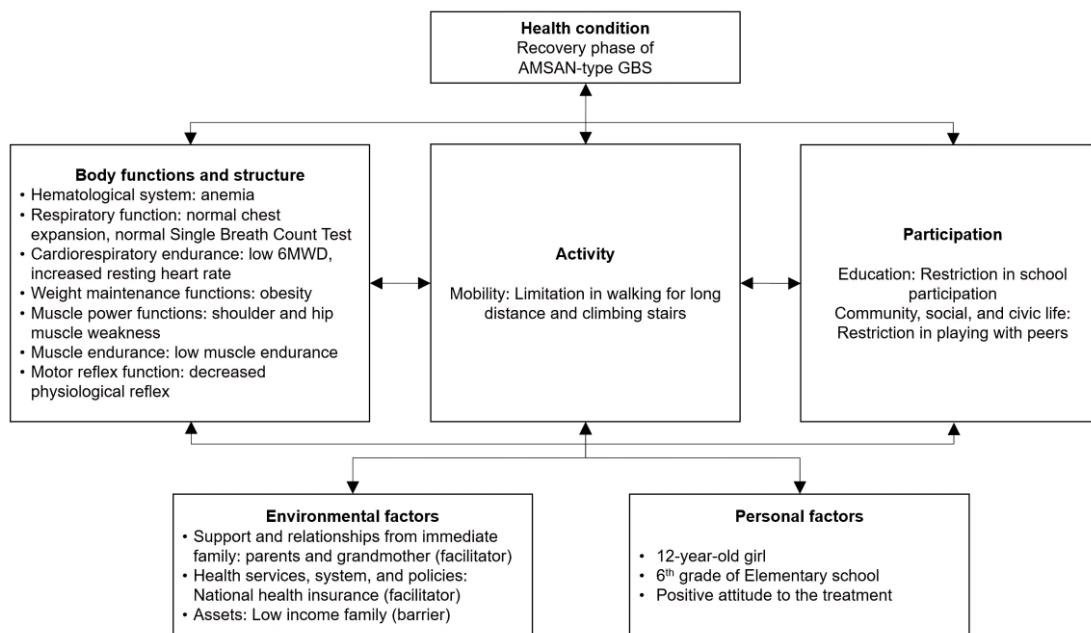 Health condition
Recovery phase of
AMSAN-type GBS
Body functions and structure
• Hematological system: anemia
• Respiratory function: normal chest
expansion, normal Single Breath Count Test
• Cardiorespiratory endurance: low 6MWD,
increased resting heart rate
• Weight maintenance functions: obesity
• Muscle power functions: shoulder and hip
muscle weakness
• Muscle endurance: low muscle endurance
• Motor reflex function: decreased
physiological reflex
Activity
Mobility: Limitation in walking for long
distance and climbing stairs
Participation
Education: Restriction in school
participation
Community, social, and civic life:
Restriction in playing with peers
Environmental factors
• Support and relationships from immediate
family: parents and grandmother (facilitator)
• Health services, system, and policies:
National health insurance (facilitator)
• Assets: Low income family (barrier)
Personal factors
• 12-year-old girl
• 6th grade of Elementary school
• Positive attitude to the treatment